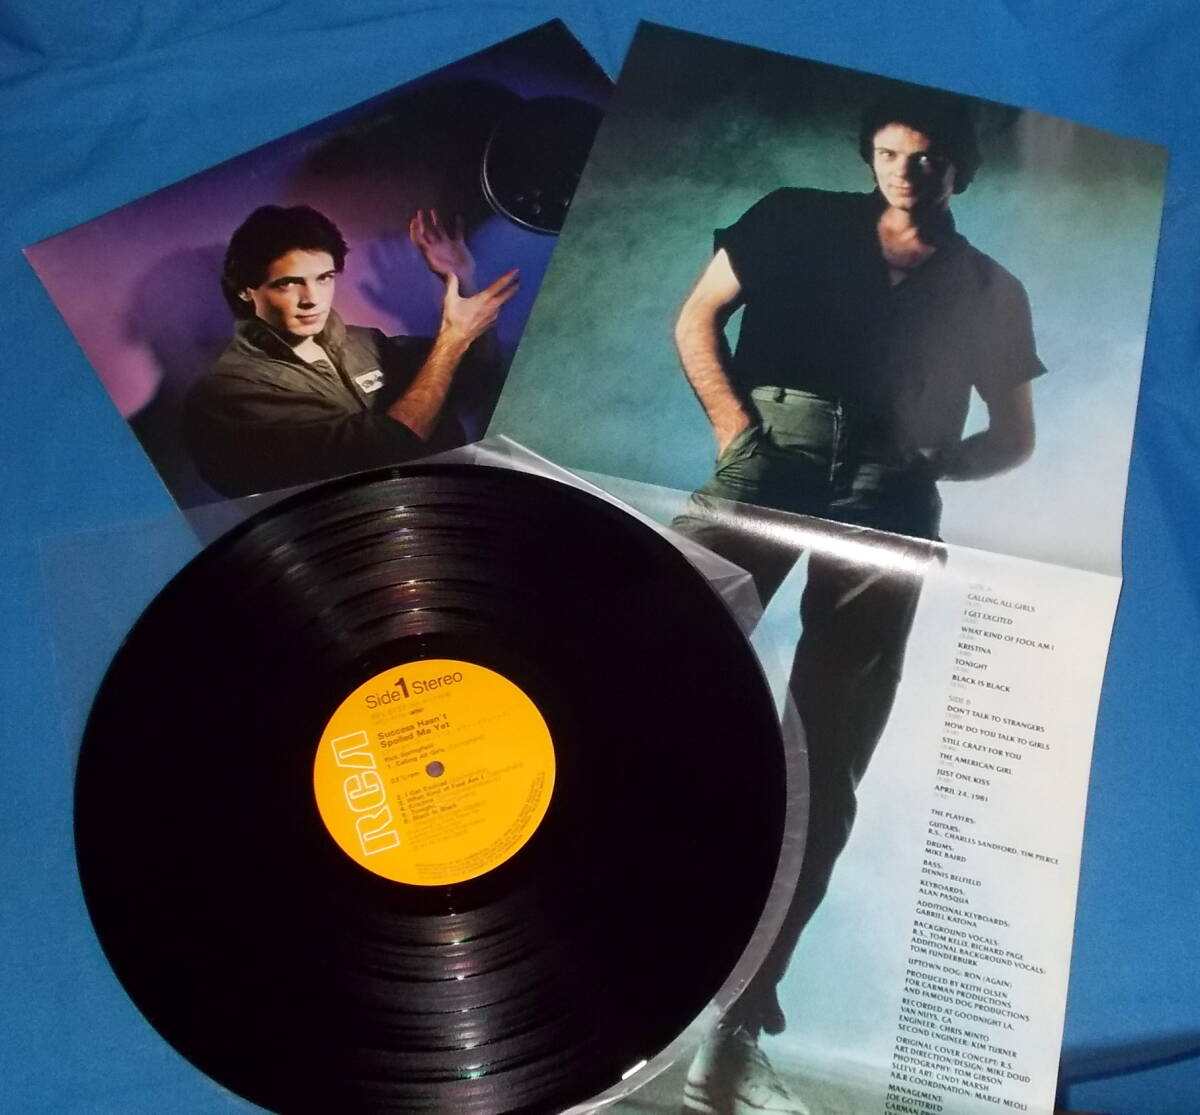 Side 1 Stereo
Success Hasn't
Spoiled Me Yet
Rick Springfield
1. Calling All Girls
33 1/3 rpm
2. I Get Excited
3. What Kind of Fool Am I
4. Kristina
5. Tonight
6. Black Is Black
RCA
SIDE A
CALLING ALL GIRLS
I GET EXCITED
WHAT KIND OF FOOL AM I
KRISTINA
TONIGHT
BLACK IS BLACK
SIDE B
DON'T TALK TO STRANGERS
HOW DO YOU TALK TO GIRLS
STILL CRAZY FOR YOU
THE AMERICAN GIRL
JUST ONE KISS
APRIL 24, 1981
THE PLAYERS:
GUITARS:
R.S., CHARLES SANDFORD, TIM PIERCE
DRUMS:
MIKE BAIRD
BASS:
DENNIS BELFIELD
KEYBOARDS:
ALAN PASQUA
ADDITIONAL KEYBOARDS:
GABRIEL KATONA
BACKGROUND VOCALS:
R.S., TOM KELLY, RICHARD PAGE
ADDITIONAL BACKGROUND VOCALS:
TOM FUNDERBURK
UPTOWN DOG: RON (AGAIN)
PRODUCED BY KEITH OLSEN
FOR CARMAN PRODUCTIONS
AND FAMOUS DOG PRODUCTIONS
RECORDED AT GOODNIGHT LA.
VAN NUYS, CA
ENGINEER: CHRIS MINTO
SECOND ENGINEER: KIM TURNER
ORIGINAL COVER CONCEPT: R.S.
ART DIRECTION/DESIGN: MIKE DOUD
PHOTOGRAPHY: TOM GIBSON
SLEEVE ART: CINDY MARSH
A&R COORDINATION: MARGE MEOLI
MANAGEMENT:
JOE GOTTFRIED
CARMAN